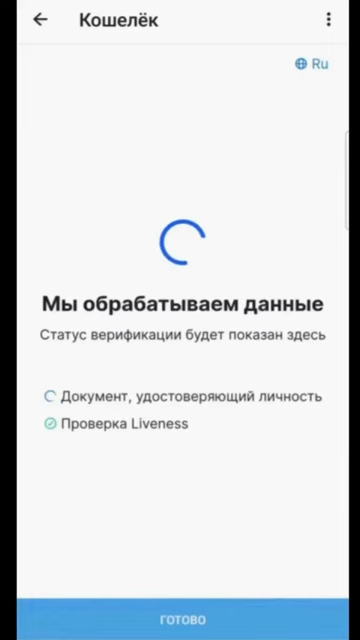 Кошелёк
Ru
Мы обрабатываем данные
Статус верификации будет показан здесь
Документ, удостоверяющий личность
Проверка Liveness
ГОТОВО